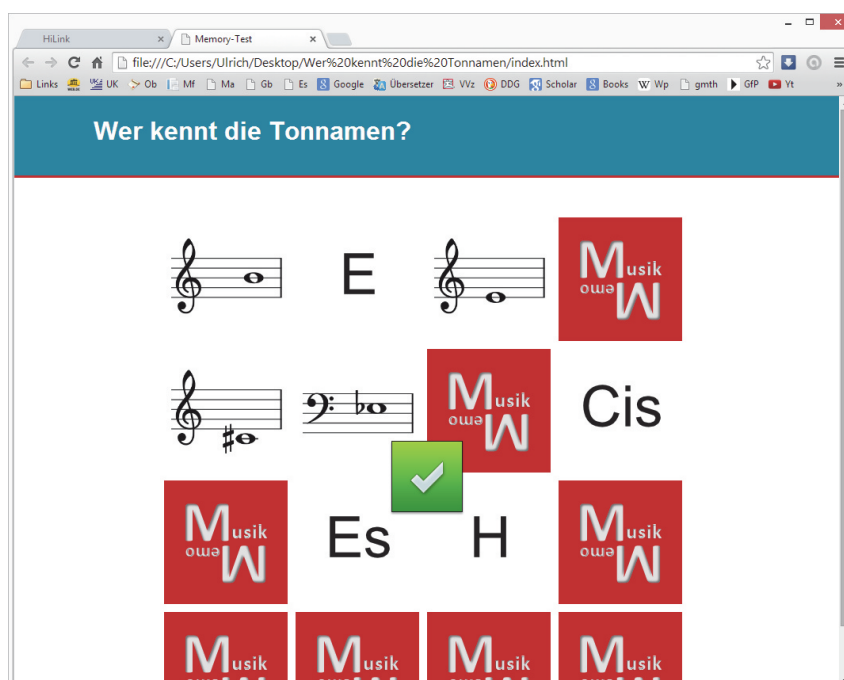 HiLink
Memory-Test
file:///C:/Users/Ulrich/Desktop/Wer%20kennt%20die%20Tonnamen/index.html
Links UK Ob Mf Ma Gb Es Google Übersetzer VVz DDG Scholar Books Wp gmth GfP Yt »
Wer kennt die Tonnamen?
E
Musik
Memo
Musik
Memo
Cis
Musik
Memo
Es
H
Musik
Memo
Musik
Musik
Musik
Musik